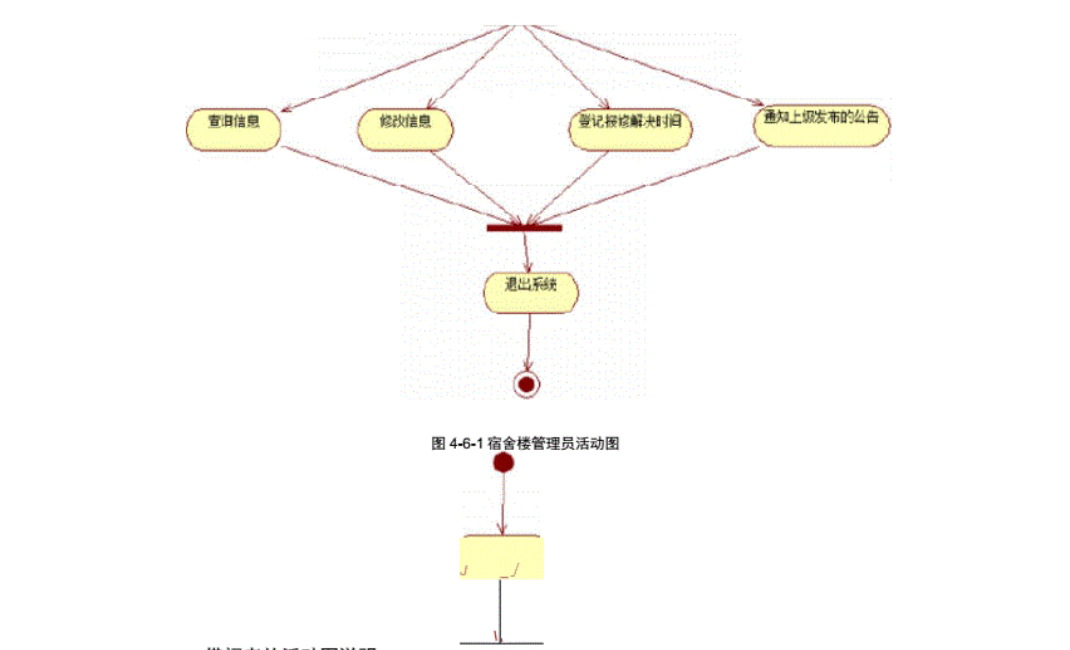 查询信息
修改信息
登记报修解决时间
通知上级发布的公告
退出系统
图 4-6-1 宿舍楼管理员活动图